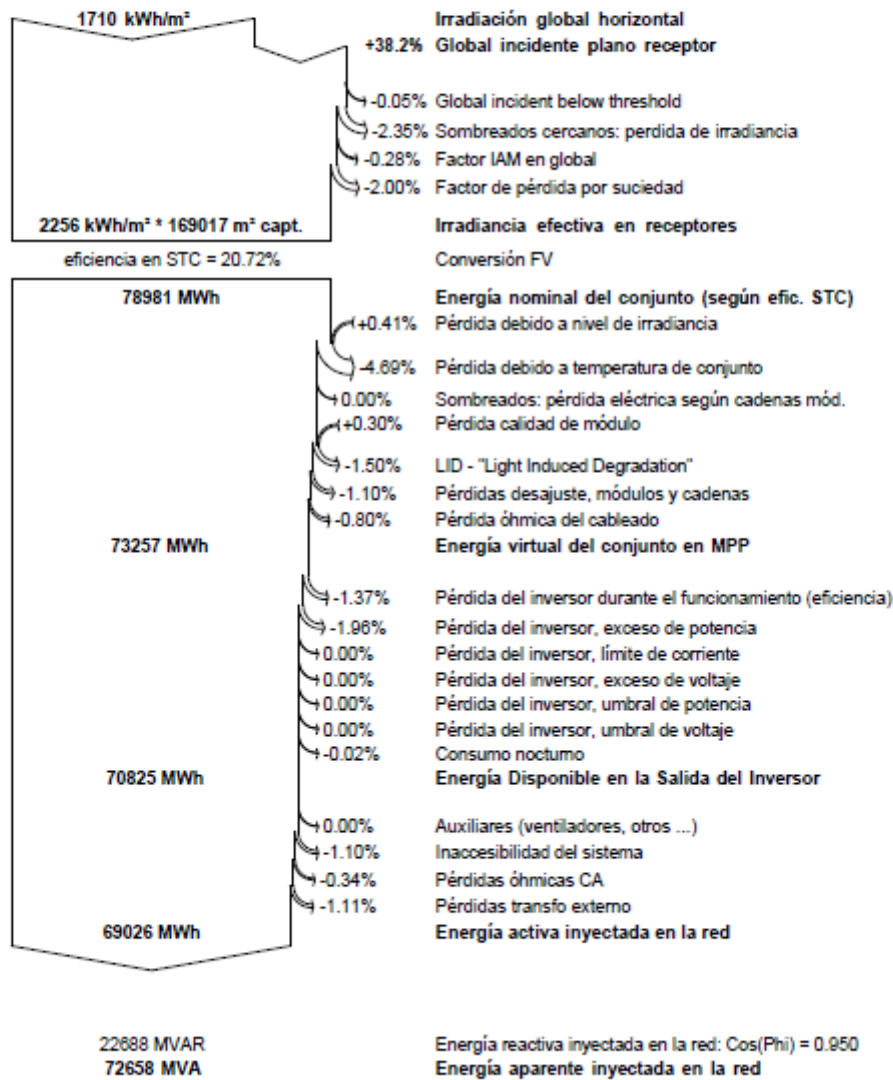 1710 kWh/m² Irradiación global horizontal
+38.2% Global incidente plano receptor
-0.05% Global incident below threshold
-2.35% Sombreados cercanos: perdida de irradiancia
-0.28% Factor IAM en global
-2.00% Factor de pérdida por suciedad
2256 kWh/m² * 169017 m² capt. Irradiancia efectiva en receptores
eficiencia en STC = 20.72% Conversión FV
78981 MWh Energía nominal del conjunto (según efic. STC)
+0.41% Pérdida debido a nivel de irradiancia
-4.69% Pérdida debido a temperatura de conjunto
0.00% Sombreados: pérdida eléctrica según cadenas mód.
+0.30% Pérdida calidad de módulo
-1.50% LID - "Light Induced Degradation"
-1.10% Pérdidas desajuste, módulos y cadenas
-0.80% Pérdida óhmica del cableado
73257 MWh Energía virtual del conjunto en MPP
-1.37% Pérdida del inversor durante el funcionamiento (eficiencia)
-1.96% Pérdida del inversor, exceso de potencia
0.00% Pérdida del inversor, límite de corriente
0.00% Pérdida del inversor, exceso de voltaje
0.00% Pérdida del inversor, umbral de potencia
0.00% Pérdida del inversor, umbral de voltaje
-0.02% Consumo nocturno
70825 MWh Energía Disponible en la Salida del Inversor
0.00% Auxiliares (ventiladores, otros ...)
-1.10% Inaccesibilidad del sistema
-0.34% Pérdidas óhmicas CA
-1.11% Pérdidas transfo externo
69026 MWh Energía activa inyectada en la red
22688 MVAR Energía reactiva inyectada en la red: Cos(Phi) = 0.950
72658 MVA Energía aparente inyectada en la red